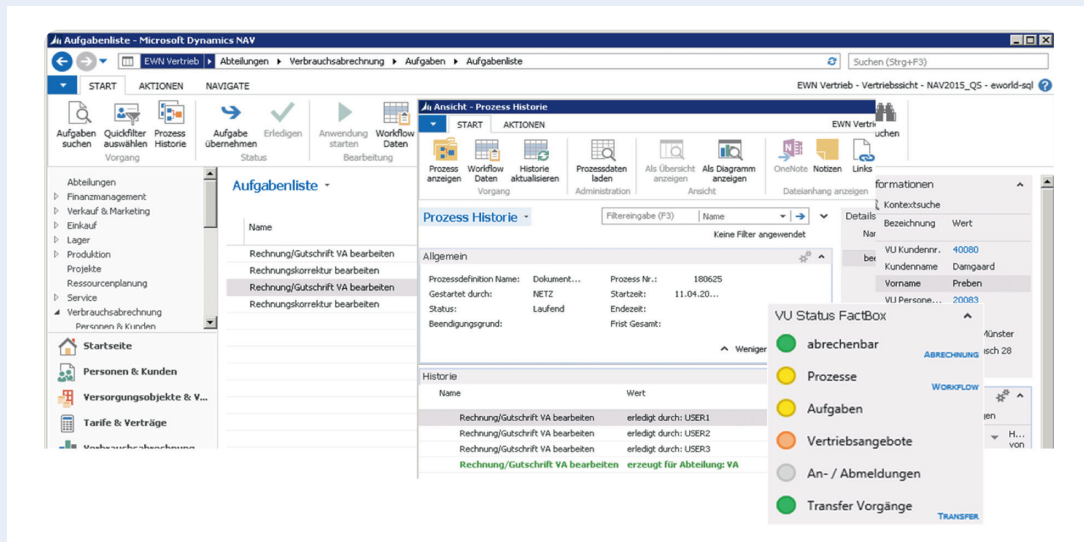 Aufgabenliste - Microsoft Dynamics NAV
EWN Vertrieb Abteilungen Verbrauchsabrechnung Aufgaben Aufgabenliste
Suchen (Strg+F3)
START AKTIONEN NAVIGATE
EWN Vertrieb - Vertriebssicht - NAV2015_QS - eworld-sql
Aufgaben suchen
Quickfilter auswählen
Prozess Historie
Vorgang
Aufgabe übernehmen
Erledigen
Status
Anwendung starten
Workflow Daten
Bearbeitung
Abteilungen
Finanzmanagement
Verkauf & Marketing
Einkauf
Lager
Produktion
Projekte
Ressourcenplanung
Service
Verbrauchsabrechnung
Personen & Kunden
Startseite
Personen & Kunden
Versorgungsobjekte & V...
Tarife & Verträge
Verbrauchsabrechnung
Aufgabenliste
Name
Rechnung/Gutschrift VA bearbeiten
Rechnungskorrektur bearbeiten
Rechnung/Gutschrift VA bearbeiten
Rechnungskorrektur bearbeiten
Ansicht - Prozess Historie
START AKTIONEN
EWN Vertri
Prozess anzeigen
Workflow Daten
Historie aktualisieren
Vorgang
Prozessdaten laden
Administration
Als Übersicht anzeigen
Als Diagramm anzeigen
Ansicht
OneNote
Notizen
Links
Dateianhang anzeigen
Prozess Historie
Filtereingabe (F3)
Name
Keine Filter angewendet
Allgemein
Prozessdefinition Name: Dokument...
Prozess Nr.: 180625
Gestartet durch: NETZ
Startzeit: 11.04.20...
Status: Laufend
Endezeit:
Beendigungsgrund:
Frist Gesamt:
Weniger
Historie
Name Wert
Rechnung/Gutschrift VA bearbeiten erledigt durch: USER1
Rechnung/Gutschrift VA bearbeiten erledigt durch: USER2
Rechnung/Gutschrift VA bearbeiten erledigt durch: USER3
Rechnung/Gutschrift VA bearbeiten erzeugt für Abteilung: VA
Details
Na
bee
uchen
formationen
Kontextsuche
Bezeichnung Wert
VU Kundennr. 40080
Kundenname Damgaard
Vorname Preben
VU Persone... 20083
Münster
sch 28
en
H...
von
VU Status FactBox
abrechenbar
ABRECHNUNG
Prozesse
WORKFLOW
Aufgaben
Vertriebsangebote
An- / Abmeldungen
Transfer Vorgänge
TRANSFER